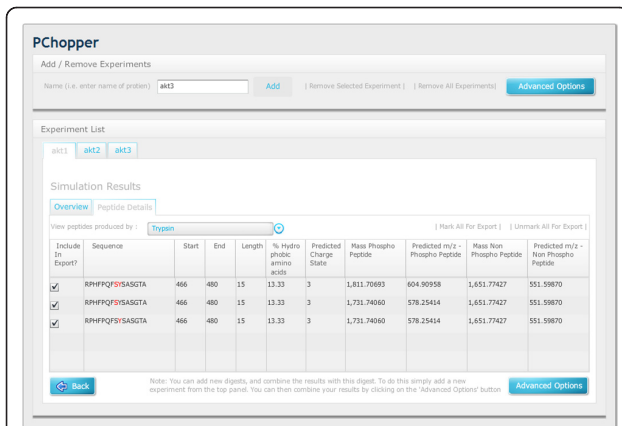 PChopper
Add / Remove Experiments
Name (i.e. enter name of protien) akt3 Add | Remove Selected Experiment | | Remove All Experiments| Advanced Options
Experiment List
akt1 akt2 akt3
Simulation Results
Overview Peptide Details
View peptides produced by : Trypsin | Mark All For Export | | Unmark All For Export |
Include Sequence Start End Length % Hydro Predicted Mass Phospho Predicted m/z - Mass Non Predicted m/z -
In phobic Charge Peptide Phospho Peptide Phospho Peptide Non Phospho
Export? amino State Peptide
acids
RPHFPQFSYSASGTA 466 480 15 13.33 3 1,811.70693 604.90958 1,651.77427 551.59870
RPHFPQFSYSASGTA 466 480 15 13.33 3 1,731.74060 578.25414 1,651.77427 551.59870
RPHFPQFSYSASGTA 466 480 15 13.33 3 1,731.74060 578.25414 1,651.77427 551.59870
Back Note: You can add new digests, and combine the results with this digest. To do this simply add a new Advanced Options
experiment from the top panel. You can then combine your results by clicking on the 'Advanced Options' button